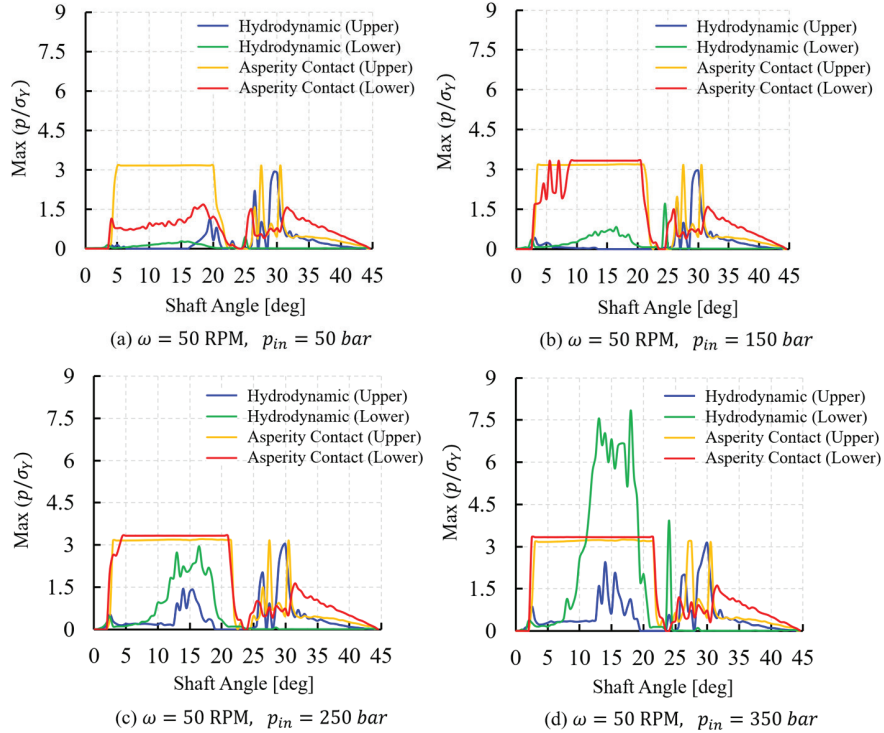 9
7.5
6
4.5
3
1.5
0
Max (p/σ_Y)
Hydrodynamic (Upper)
Hydrodynamic (Lower)
Asperity Contact (Upper)
Asperity Contact (Lower)
0 5 10 15 20 25 30 35 40 45
Shaft Angle [deg]
(a) ω = 50 RPM, p_in = 50 bar
9
7.5
6
4.5
3
1.5
0
Max (p/σ_Y)
Hydrodynamic (Upper)
Hydrodynamic (Lower)
Asperity Contact (Upper)
Asperity Contact (Lower)
0 5 10 15 20 25 30 35 40 45
Shaft Angle [deg]
(b) ω = 50 RPM, p_in = 150 bar
9
7.5
6
4.5
3
1.5
0
Max (p/σ_Y)
Hydrodynamic (Upper)
Hydrodynamic (Lower)
Asperity Contact (Upper)
Asperity Contact (Lower)
0 5 10 15 20 25 30 35 40 45
Shaft Angle [deg]
(c) ω = 50 RPM, p_in = 250 bar
9
7.5
6
4.5
3
1.5
0
Max (p/σ_Y)
Hydrodynamic (Upper)
Hydrodynamic (Lower)
Asperity Contact (Upper)
Asperity Contact (Lower)
0 5 10 15 20 25 30 35 40 45
Shaft Angle [deg]
(d) ω = 50 RPM, p_in = 350 bar